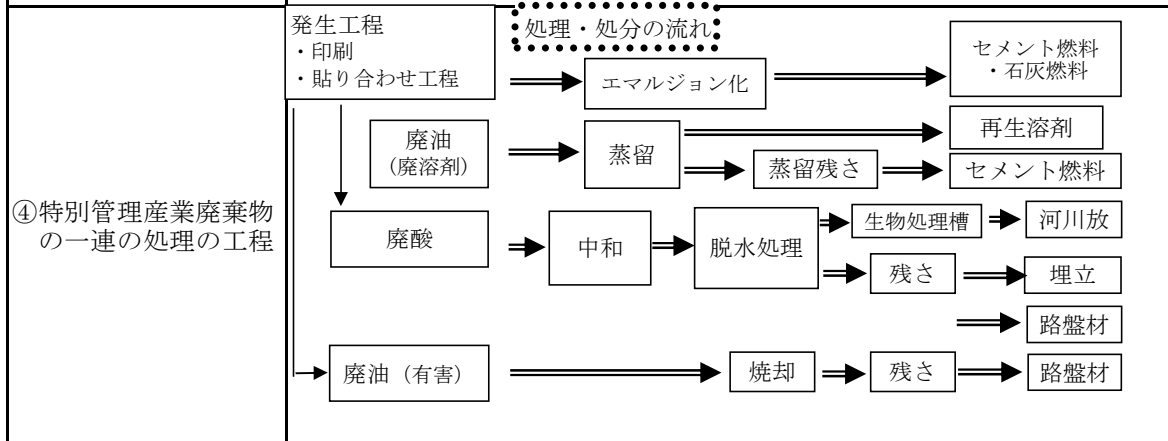 ④特別管理産業廃棄物
の一連の処理の工程
発生工程
・印刷
・貼り合わせ工程
処理・処分の流れ
エマルジョン化
セメント燃料
・石灰燃料
廃油
（廃溶剤）
蒸留
再生溶剤
蒸留残さ
セメント燃料
廃酸
中和
脱水処理
生物処理槽
河川放
残さ
埋立
路盤材
廃油（有害）
焼却
残さ
路盤材